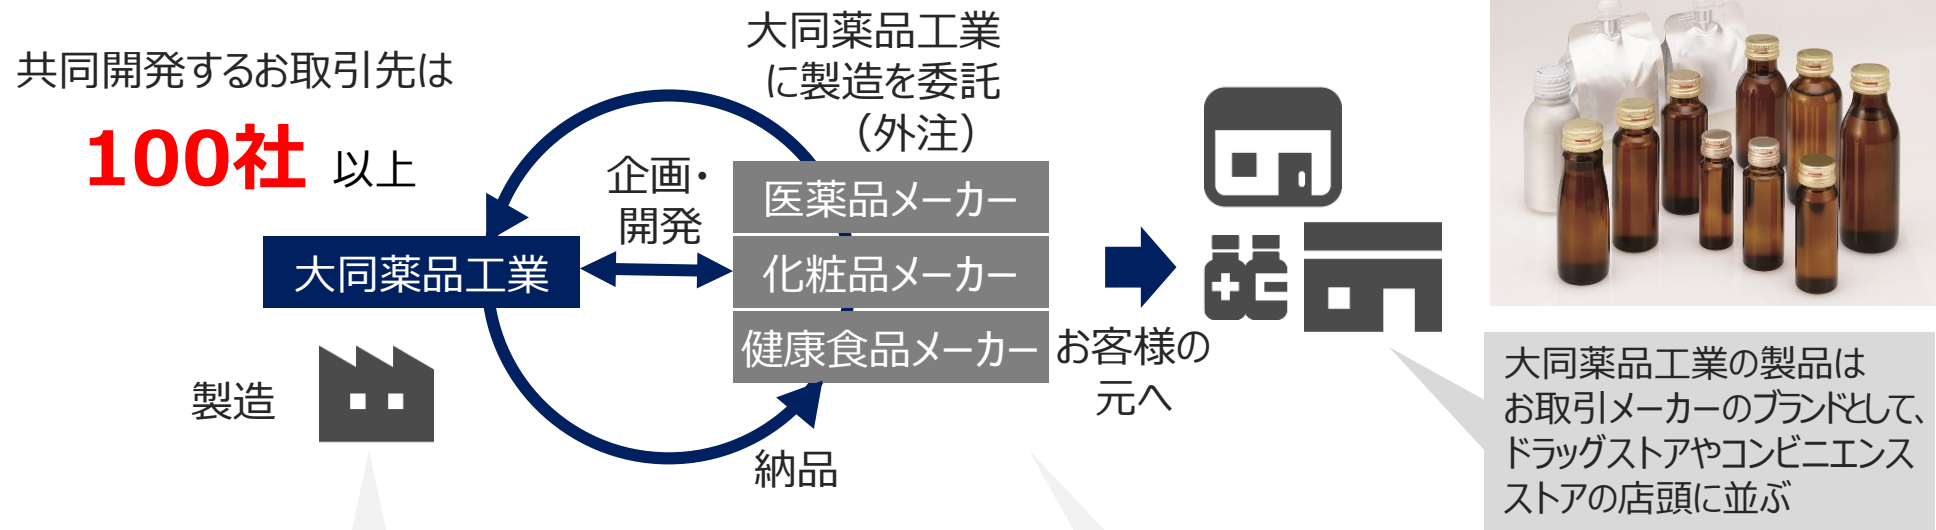 共同開発するお取引先は
100社 以上
大同薬品工業
に製造を委託
（外注）
企画・
開発
医薬品メーカー
化粧品メーカー
健康食品メーカー
大同薬品工業
製造
納品
お客様の
元へ
大同薬品工業の製品は
お取引メーカーのブランドとして、
ドラッグストアやコンビニエンス
ストアの店頭に並ぶ